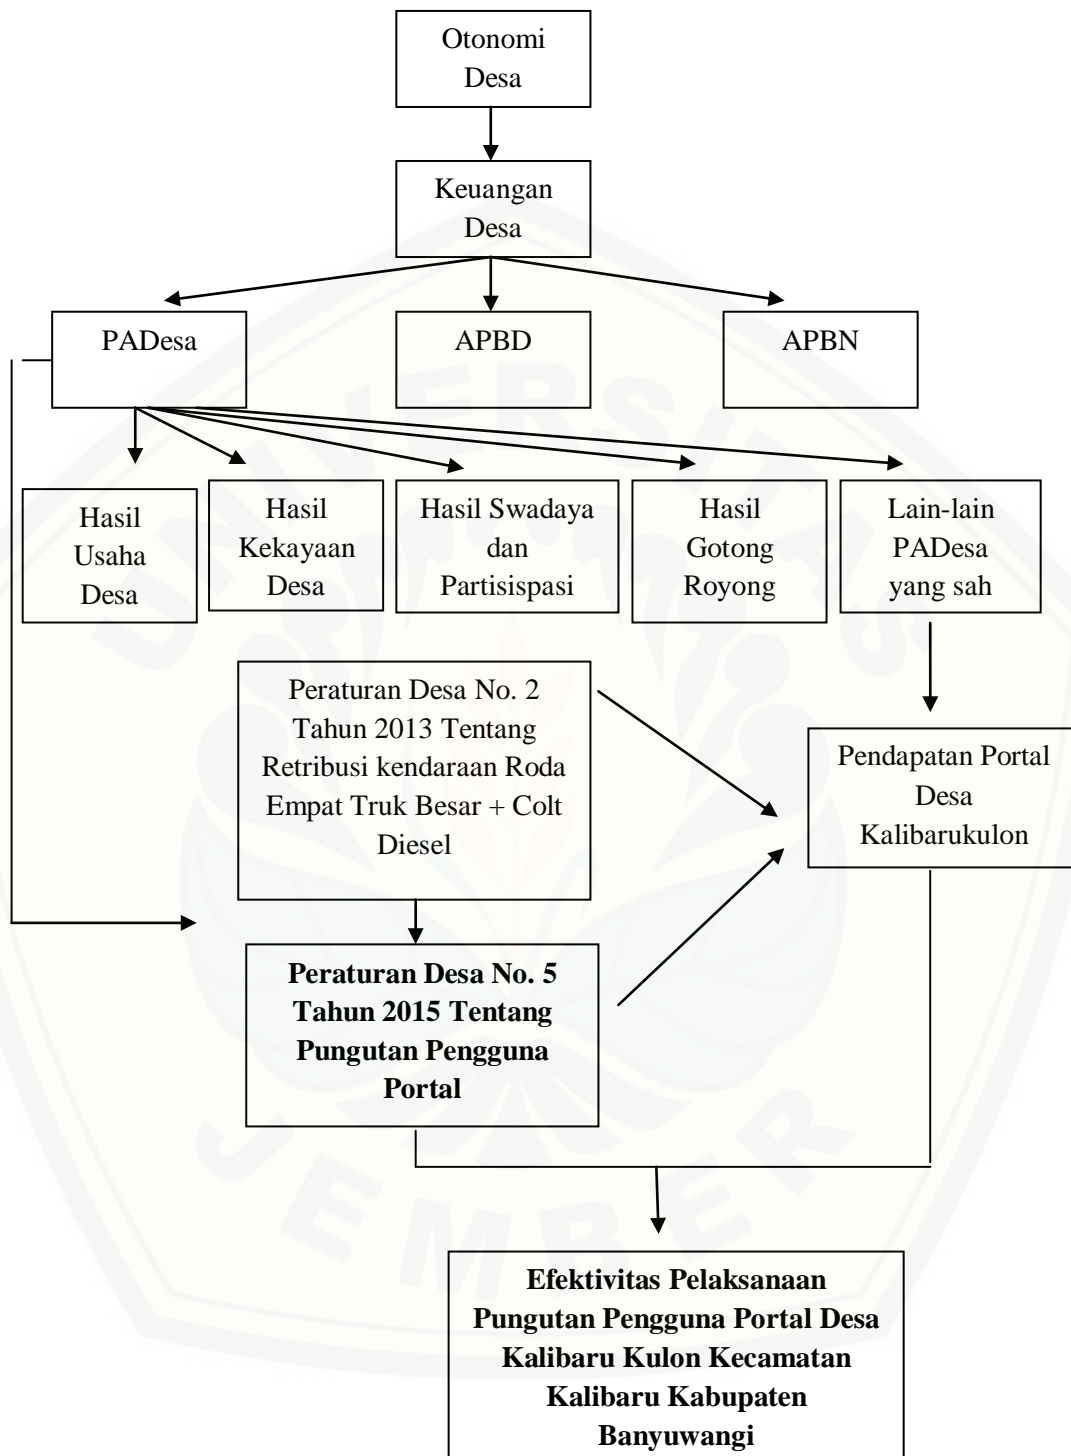 Otonomi
Desa
Keuangan
Desa
PADesa
APBD
APBN
Hasil
Usaha
Desa
Hasil
Kekayaan
Desa
Hasil Swadaya
dan
Partisispasi
Hasil
Gotong
Royong
Lain-lain
PADesa
yang sah
Peraturan Desa No. 2
Tahun 2013 Tentang
Retribusi kendaraan Roda
Empat Truk Besar + Colt
Diesel
Pendapatan Portal
Desa
Kalibarukulon
Peraturan Desa No. 5
Tahun 2015 Tentang
Pungutan Pengguna
Portal
Efektivitas Pelaksanaan
Pungutan Pengguna Portal Desa
Kalibaru Kulon Kecamatan
Kalibaru Kabupaten
Banyuwangi
UNIVERSITAS
JEMBER